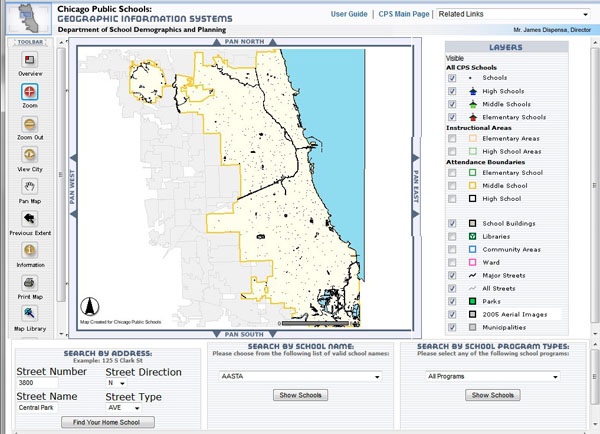 Chicago Public Schools:
GEOGRAPHIC INFORMATION SYSTEMS
Department of School Demographics and Planning
User Guide | CPS Main Page | Related Links
Mr. James Dispensa, Director
TOOLBAR
Overview
Zoom
Zoom Out
View City
Pan Map
Previous Extent
Information
Print Map
Map Library
PAN NORTH
PAN WEST
PAN EAST
PAN SOUTH
Map Created for Chicago Public Schools
LAYERS
Visible
All CPS Schools
Schools
High Schools
Middle Schools
Elementary Schools
Instructional Areas
Elementary Areas
High School Areas
Attendance Boundaries
Elementary School
Middle School
High School
School Buildings
Libraries
Community Areas
Ward
Major Streets
All Streets
Parks
2005 Aerial Images
Municipalities
SEARCH BY ADDRESS:
Example: 125 S Clark St
Street Number Street Direction
3800 N
Street Name Street Type
Central Park AVE
Find Your Home School
SEARCH BY SCHOOL NAME:
Please choose from the following list of valid school names:
AASTA
Show Schools
SEARCH BY SCHOOL PROGRAM TYPES:
Please select any of the following school programs:
All Programs
Show Schools